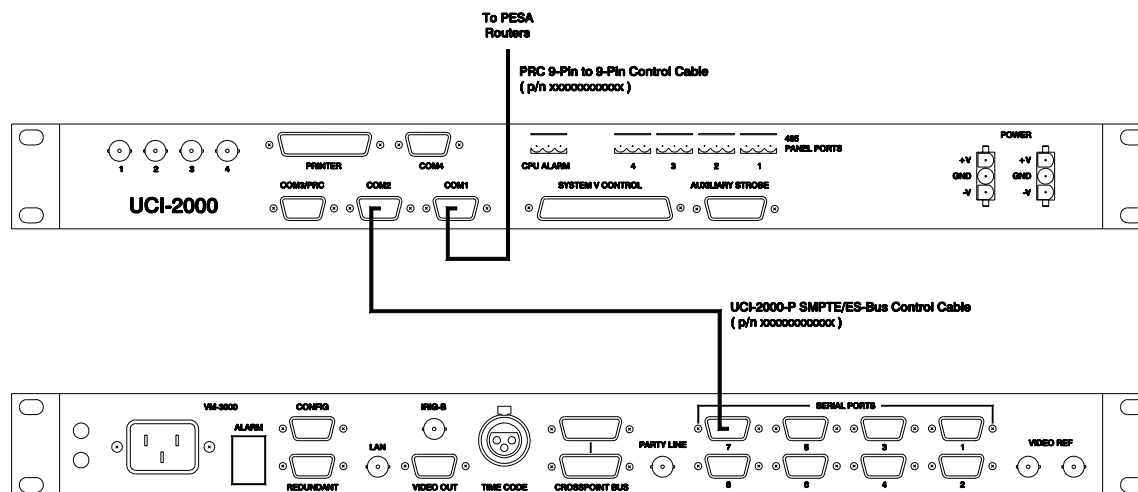 To PESA
Routers
PRC 9-Pin to 9-Pin Control Cable
( p/n xxxxxxxxxxxx )
1 2 3 4
PRINTER
COM4
CPU ALARM
4 3 2 1
485
PANEL PORTS
POWER
+V
GND
-V
+V
GND
-V
UCI-2000
COM3/PRC
COM2
COM1
SYSTEM V CONTROL
AUXILIARY STROBE
UCI-2000-P SMPTE/ES-Bus Control Cable
( p/n xxxxxxxxxxxx )
VM-3000
ALARM
CONFIG
REDUNDANT
LAN
IRIG-B
VIDEO OUT
TIME CODE
CROSSPOINT BUS
PARTY LINE
SERIAL PORTS
7 5 3 1
8 6 4 2
VIDEO REF